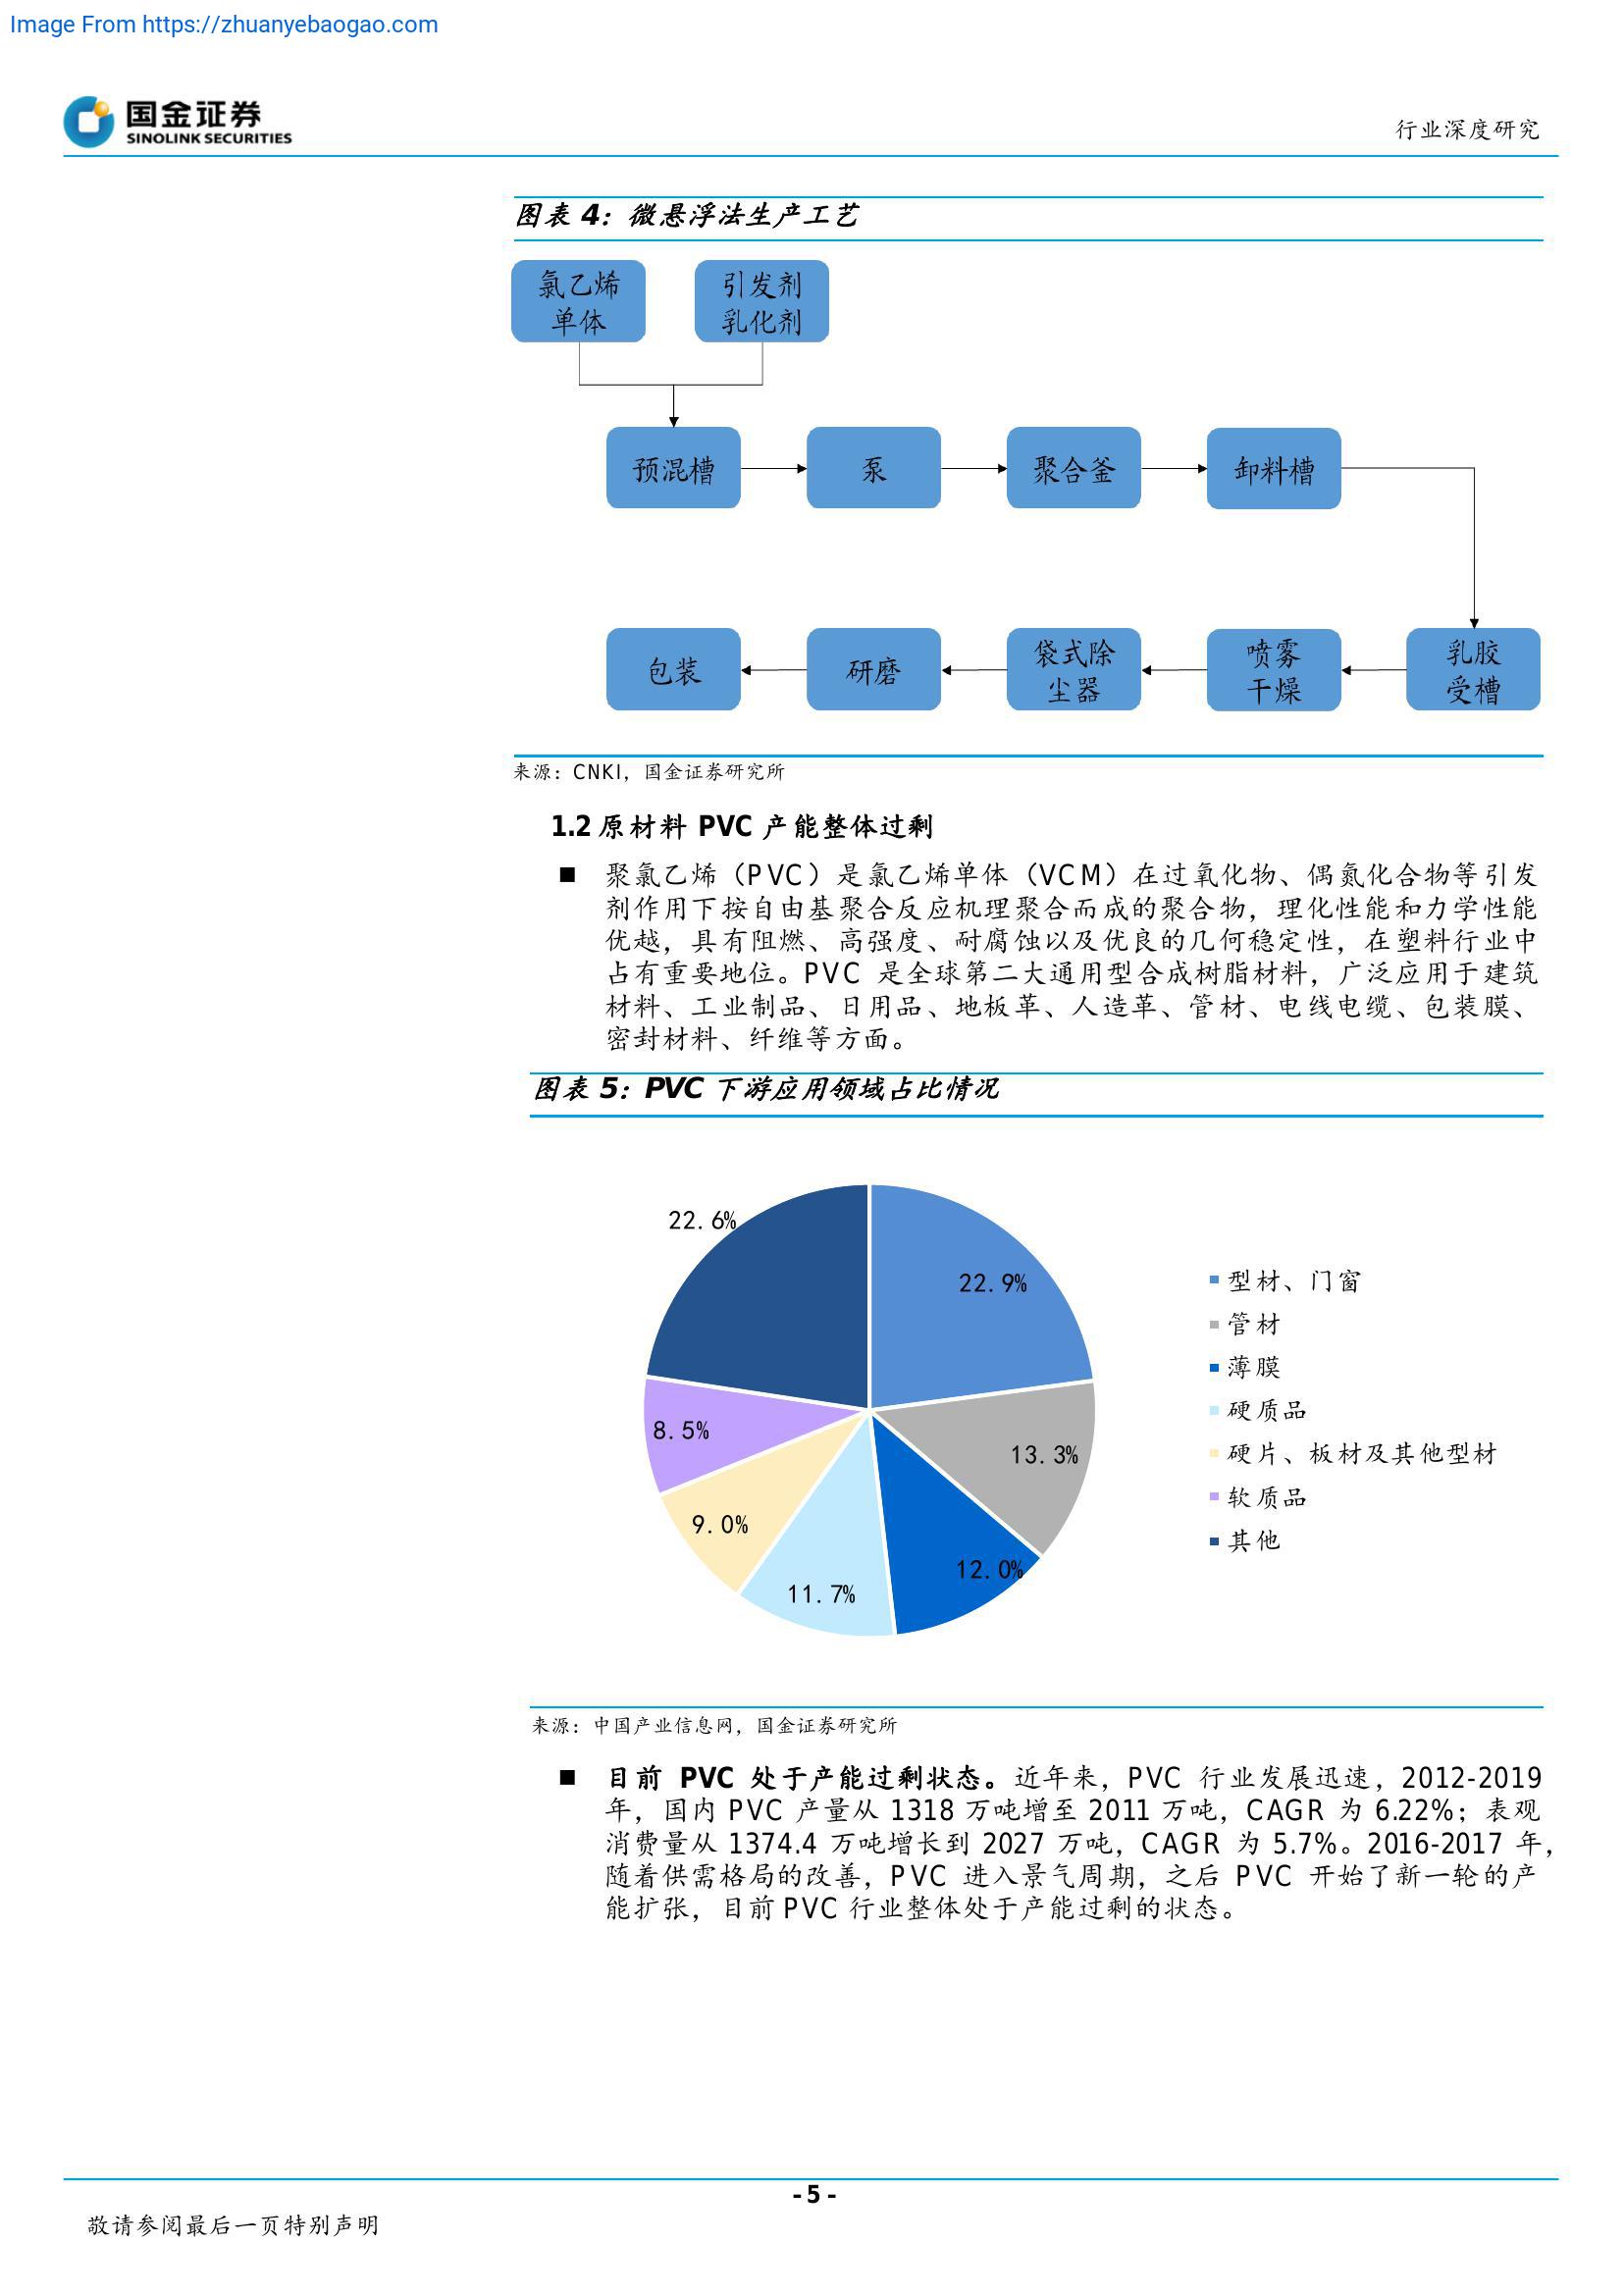 Image From https://zhuanyebaogao.com
国金证券
SINOLINK SECURITIES
行业深度研究
图表 4：微悬浮法生产工艺
氯乙烯
单体
引发剂
乳化剂
预混槽
泵
聚合釜
卸料槽
包装
研磨
袋式除
尘器
喷雾
干燥
乳胶
受槽
来源：CNKI，国金证券研究所
1.2 原材料 PVC 产能整体过剩
■ 聚氯乙烯（PVC）是氯乙烯单体（VCM）在过氧化物、偶氮化合物等引发
剂作用下按自由基聚合反应机理聚合而成的聚合物，理化性能和力学性能
优越，具有阻燃、高强度、耐腐蚀以及优良的几何稳定性，在塑料行业中
占有重要地位。PVC 是全球第二大通用型合成树脂材料，广泛应用于建筑
材料、工业制品、日用品、地板革、人造革、管材、电线电缆、包装膜、
密封材料、纤维等方面。
图表 5：PVC 下游应用领域占比情况
22.6%
22.9%
13.3%
8.5%
9.0%
12.0%
11.7%
型材、门窗
管材
薄膜
硬质品
硬片、板材及其他型材
软质品
其他
来源：中国产业信息网，国金证券研究所
■ 目前 PVC 处于产能过剩状态。近年来，PVC 行业发展迅速，2012-2019
年，国内 PVC 产量从 1318 万吨增至 2011 万吨，CAGR 为 6.22%；表观
消费量从 1374.4 万吨增长到 2027 万吨，CAGR 为 5.7%。2016-2017 年，
随着供需格局的改善，PVC 进入景气周期，之后 PVC 开始了新一轮的产
能扩张，目前 PVC 行业整体处于产能过剩的状态。
- 5 -
敬请参阅最后一页特别声明